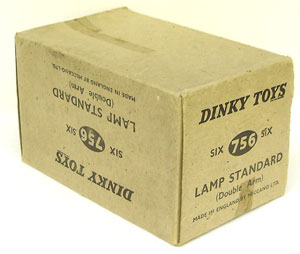 DINKY TOYS
SIX 756 SIX
LAMP STANDARD
(Double Arm)
MADE IN ENGLAND BY MECCANO LTD.
DINKY TOYS
SIX 756 SIX
LAMP STANDARD
(Double Arm)
MADE IN ENGLAND BY MECCANO LTD.